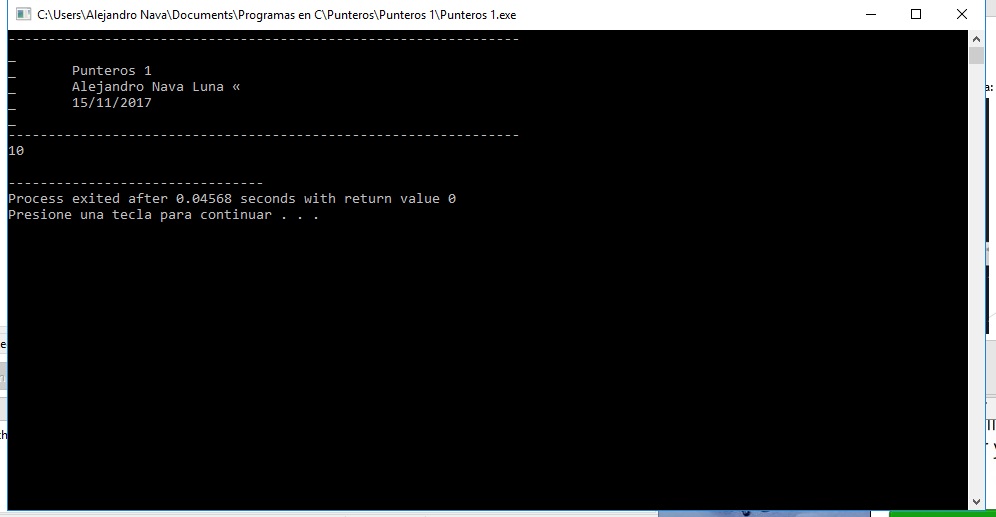 C:\Users\Alejandro Nava\Documents\Programas en C\Punteros\Punteros 1\Punteros 1.exe
----------------------------------------------------------------
_
_ Punteros 1
_ Alejandro Nava Luna «
_ 15/11/2017
_
----------------------------------------------------------------
10
--------------------------------
Process exited after 0.04568 seconds with return value 0
Presione una tecla para continuar . . .
a:
e
th